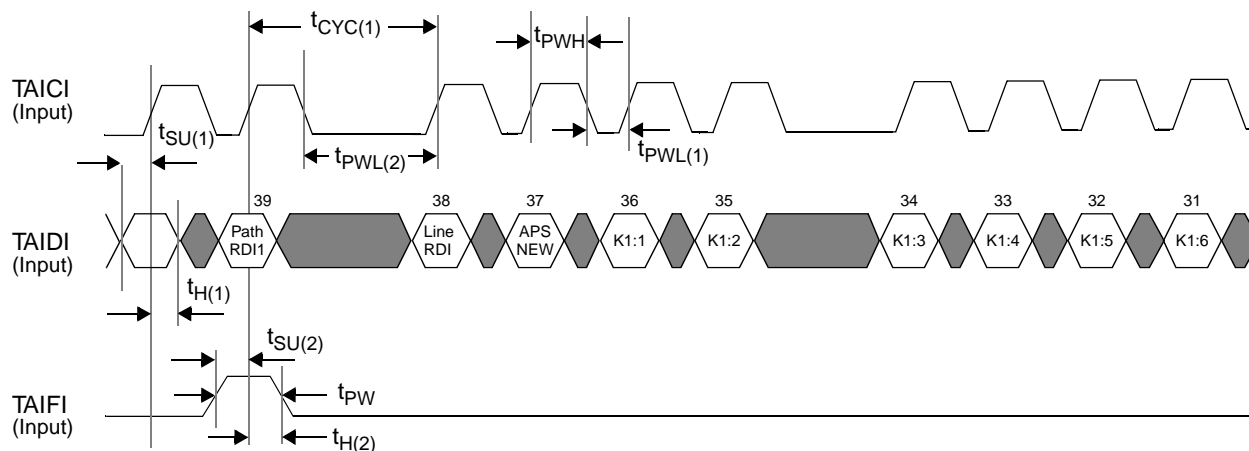 tCYC(1)
tPWH
TAICI
(Input)
tSU(1)
tPWL(2)
tPWL(1)
39 38 37 36 35 34 33 32 31
TAIDI
(Input)
Path
RDI1
Line
RDI
APS
NEW
K1:1
K1:2
K1:3
K1:4
K1:5
K1:6
tH(1)
tSU(2)
TAIFI
(Input)
tPW
tH(2)